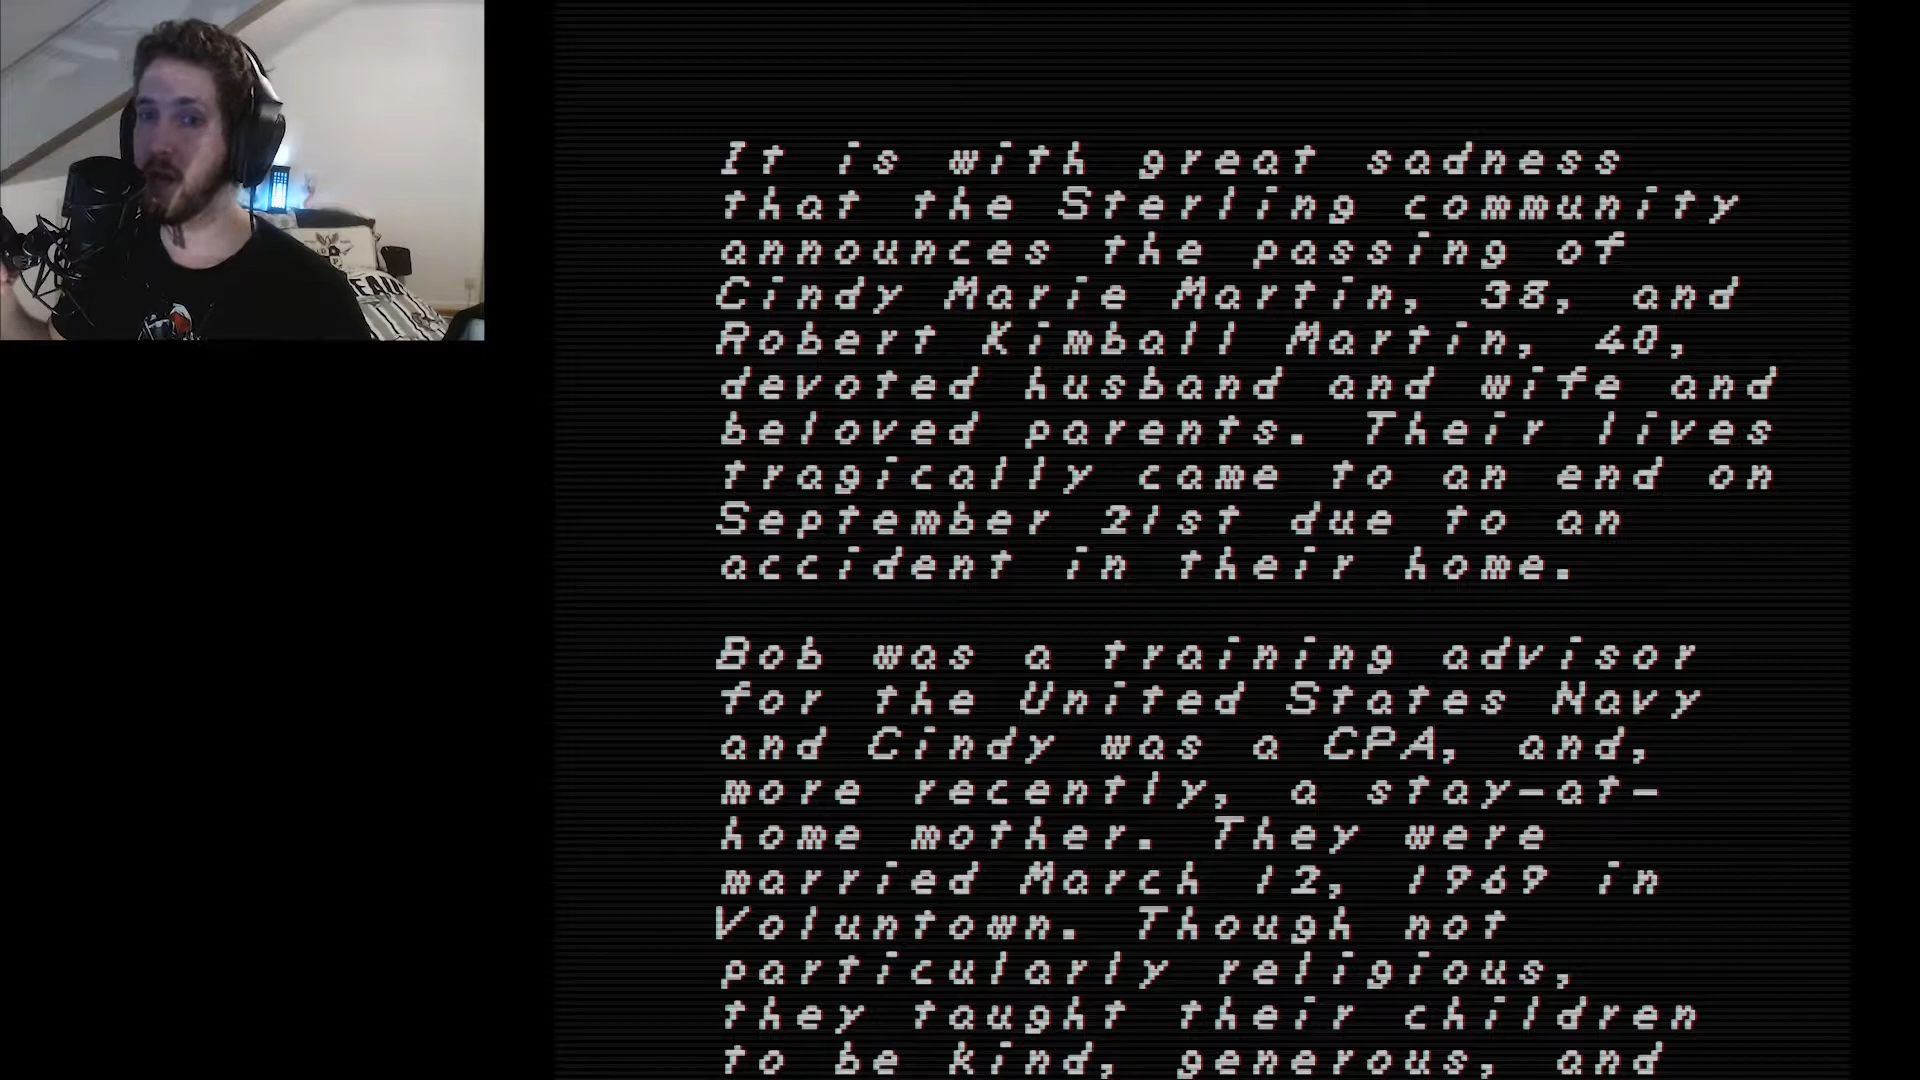 It is with great sadness
that the Sterling community
announces the passing of
Cindy Marie Martin, 38, and
Robert Kimball Martin, 40,
devoted husband and wife and
beloved parents. Their lives
tragically came to an end on
September 21st due to an
accident in their home.
Bob was a training advisor
for the United States Navy
and Cindy was a CPA, and,
more recently, a stay-at-
home mother. They were
married March 12, 1969 in
Voluntown. Though not
particularly religious,
they taught their children
to be kind, generous, and